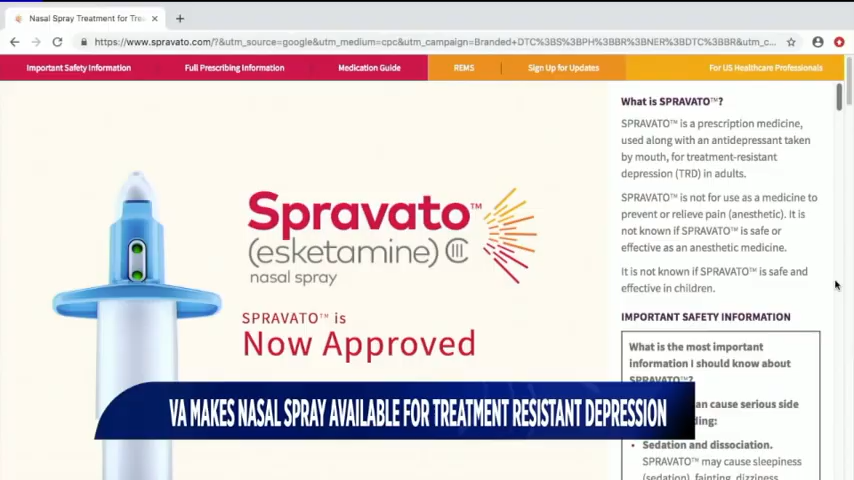 Nasal Spray Treatment for Trea
https://www.spravato.com/?&utm_source=google&utm_medium=cpc&utm_campaign=Branded+DTC%3BS%3BPH%3BBR%3BNER%3BDTC%3BBR&utm_c...
Important Safety Information
Full Prescribing Information
Medication Guide
REMS
Sign Up for Updates
For US Healthcare Professionals
Spravato™
(esketamine) CIII
nasal spray
SPRAVATO™ is
Now Approved
What is SPRAVATO™?
SPRAVATO™ is a prescription medicine,
used along with an antidepressant taken
by mouth, for treatment-resistant
depression (TRD) in adults.
SPRAVATO™ is not for use as a medicine to
prevent or relieve pain (anesthetic). It is
not known if SPRAVATO™ is safe or
effective as an anesthetic medicine.
It is not known if SPRAVATO™ is safe and
effective in children.
IMPORTANT SAFETY INFORMATION
What is the most important
information I should know about
SPRAVATO™?
can cause serious side
• Sedation and dissociation.
SPRAVATO™ may cause sleepiness
(sedation), fainting, dizziness,
VA MAKES NASAL SPRAY AVAILABLE FOR TREATMENT RESISTANT DEPRESSION